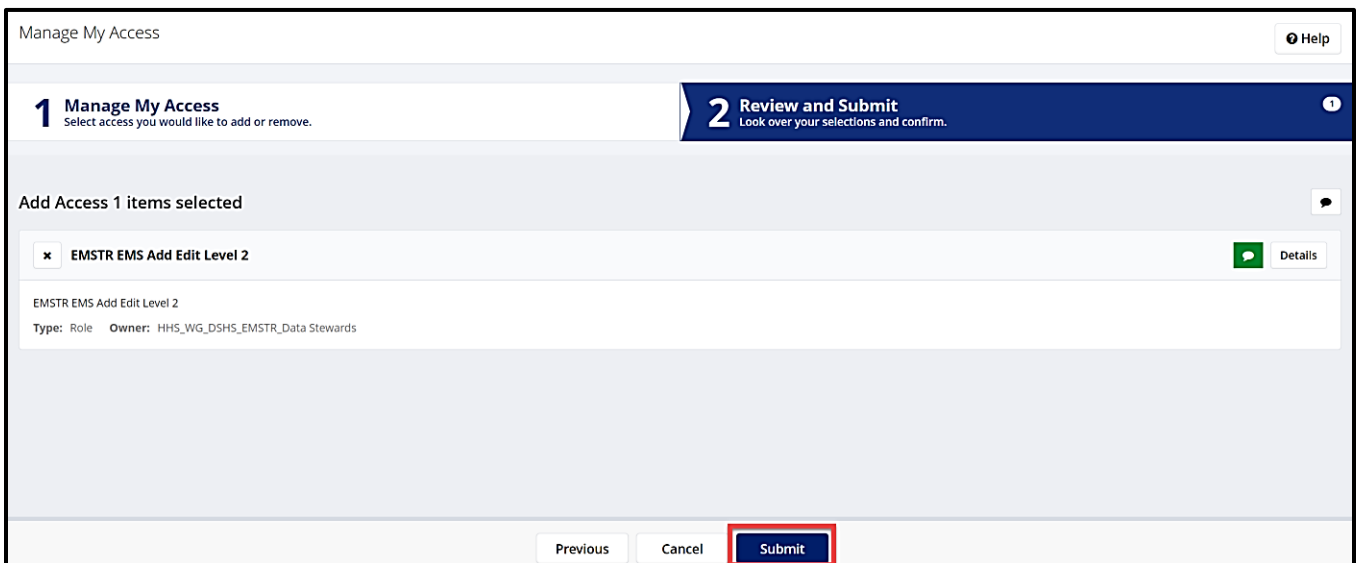 Manage My Access
Help
1 Manage My Access
Select access you would like to add or remove.
2 Review and Submit
Look over your selections and confirm.
1
Add Access 1 items selected
EMSTR EMS Add Edit Level 2
Details
EMSTR EMS Add Edit Level 2
Type: Role Owner: HHS_WG_DSHS_EMSTR_Data Stewards
Previous Cancel Submit